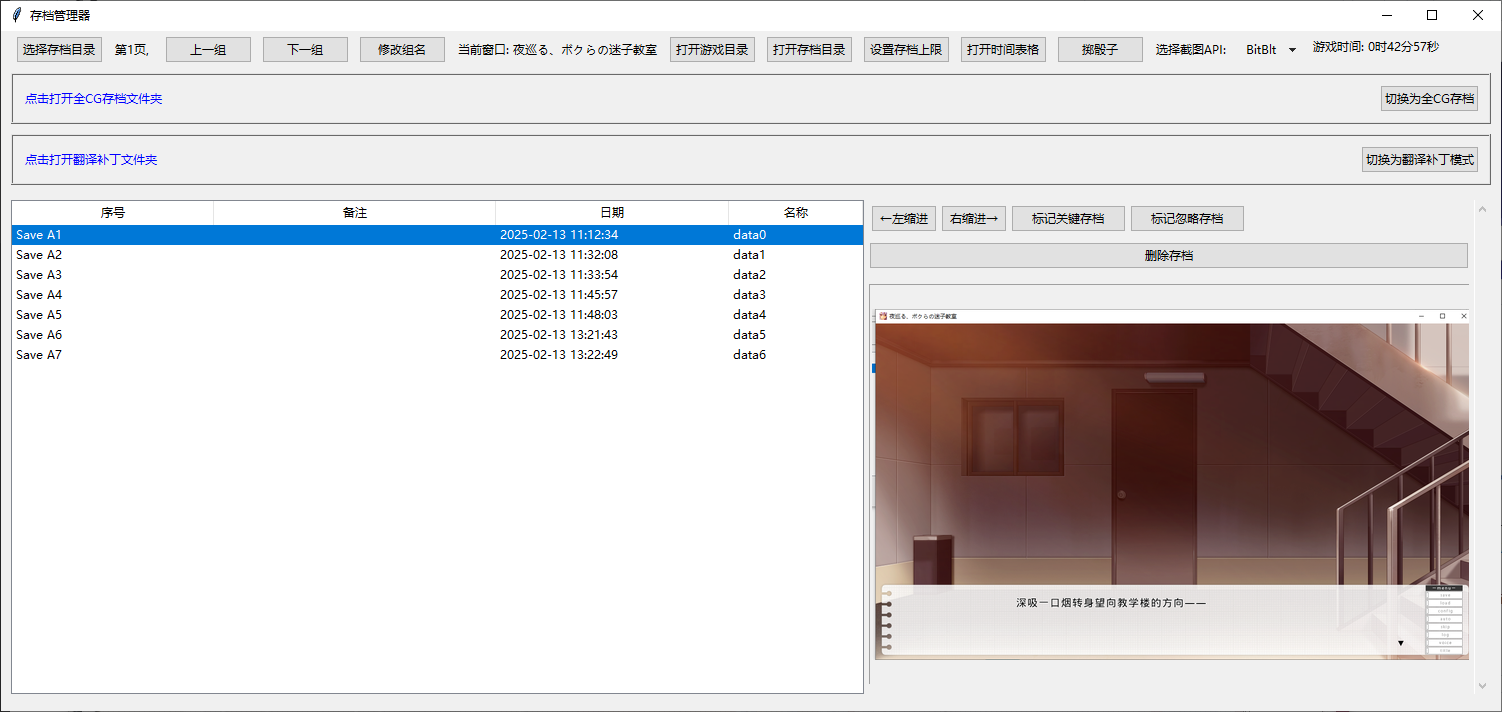 存档管理器
选择存档目录 第1页, 上一组 下一组 修改组名 当前窗口: 夜巡る、ボクらの迷子教室 打开游戏目录 打开存档目录 设置存档上限 打开时间表格 掷骰子 选择截图API: BitBlt 游戏时间: 0时42分57秒
点击打开全CG存档文件夹 切换为全CG存档
点击打开翻译补丁文件夹 切换为翻译补丁模式
序号 备注 日期 名称
Save A1 2025-02-13 11:12:34 data0
Save A2 2025-02-13 11:32:08 data1
Save A3 2025-02-13 11:33:54 data2
Save A4 2025-02-13 11:45:57 data3
Save A5 2025-02-13 11:48:03 data4
Save A6 2025-02-13 13:21:43 data5
Save A7 2025-02-13 13:22:49 data6
←左缩进 右缩进→ 标记关键存档 标记忽略存档
删除存档
夜巡る、ボクらの迷子教室
深吸一口烟转身望向教学楼的方向——
menu